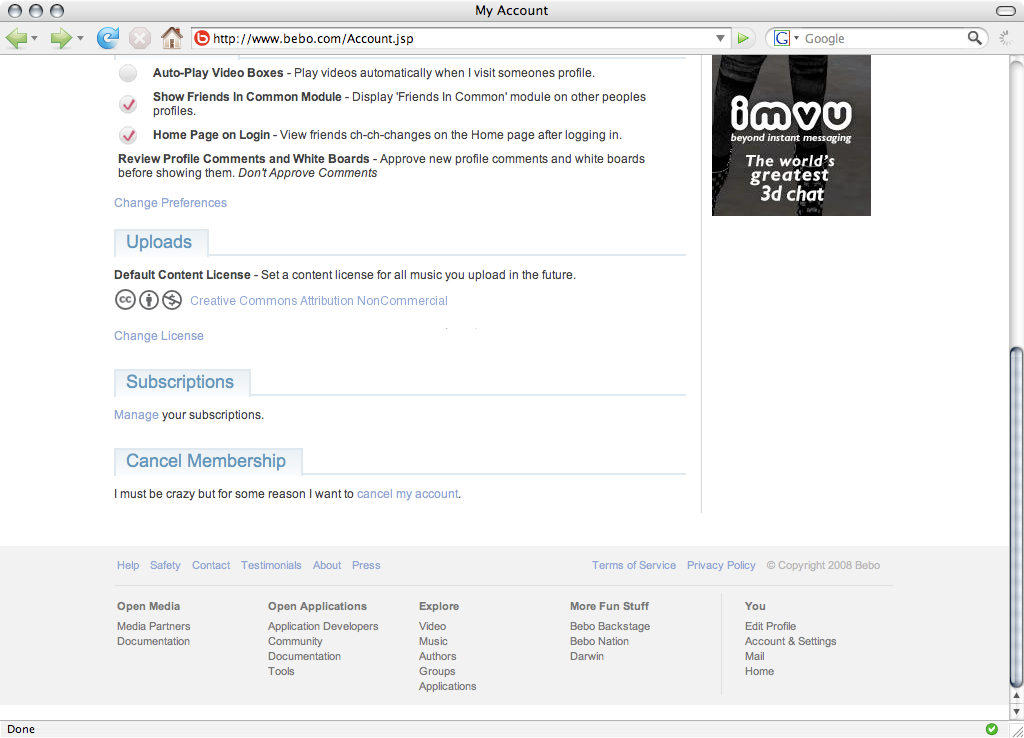 My Account
http://www.bebo.com/Account.jsp
G Google
Auto-Play Video Boxes - Play videos automatically when I visit someones profile.
Show Friends In Common Module - Display 'Friends In Common' module on other peoples
profiles.
Home Page on Login - View friends ch-ch-changes on the Home page after logging in.
Review Profile Comments and White Boards - Approve new profile comments and white boards
before showing them. Don't Approve Comments
Change Preferences
imvu
beyond instant messaging
The world's
greatest
3d chat
Uploads
Default Content License - Set a content license for all music you upload in the future.
cc Creative Commons Attribution NonCommercial
Change License
Subscriptions
Manage your subscriptions.
Cancel Membership
I must be crazy but for some reason I want to cancel my account.
Help Safety Contact Testimonials About Press
Terms of Service Privacy Policy © Copyright 2008 Bebo
Open Media
Media Partners
Documentation
Open Applications
Application Developers
Community
Documentation
Tools
Explore
Video
Music
Authors
Groups
Applications
More Fun Stuff
Bebo Backstage
Bebo Nation
Darwin
You
Edit Profile
Account & Settings
Mail
Home
Done